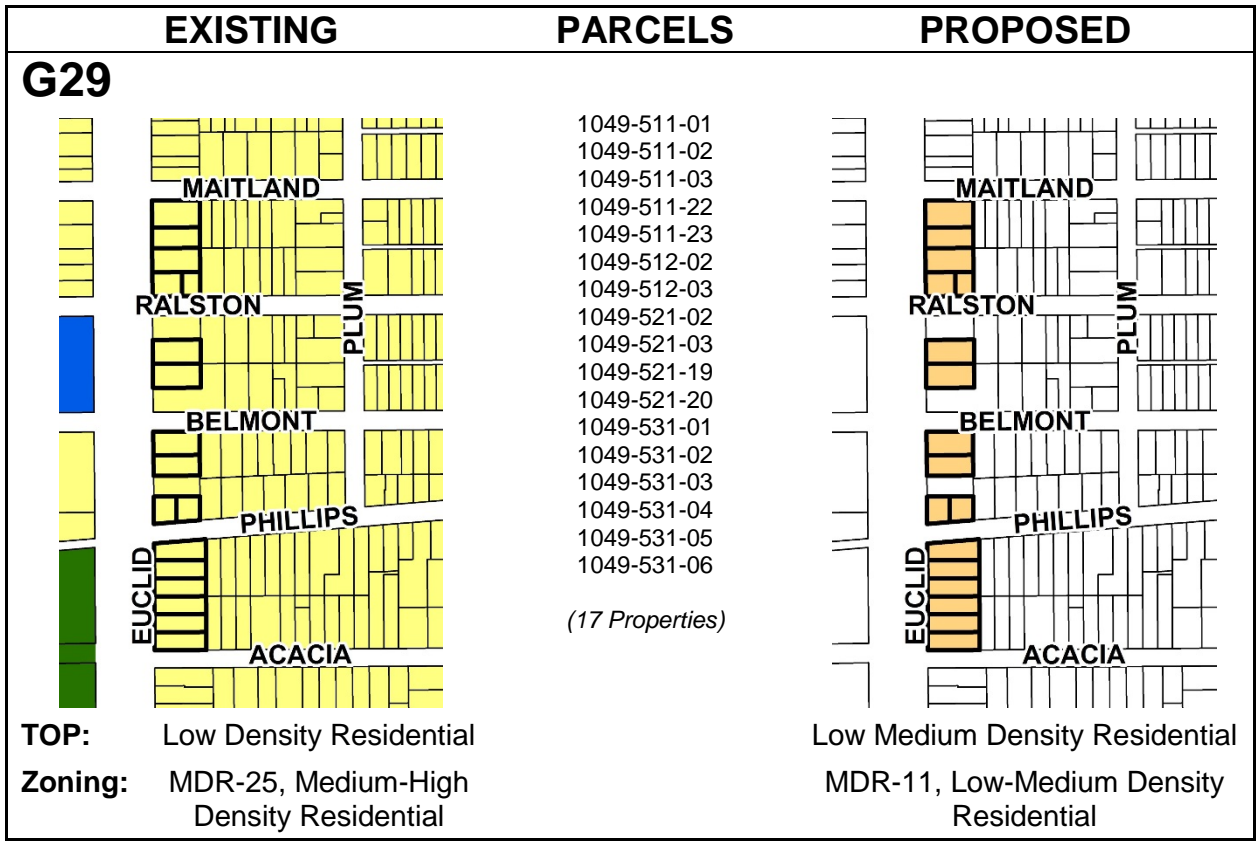 EXISTING PARCELS PROPOSED
G29
MAITLAND
RALSTON
PLUM
BELMONT
PHILLIPS
EUCLID
ACACIA
1049-511-01
1049-511-02
1049-511-03
1049-511-22
1049-511-23
1049-512-02
1049-512-03
1049-521-02
1049-521-03
1049-521-19
1049-521-20
1049-531-01
1049-531-02
1049-531-03
1049-531-04
1049-531-05
1049-531-06
(17 Properties)
MAITLAND
RALSTON
PLUM
BELMONT
PHILLIPS
EUCLID
ACACIA
TOP: Low Density Residential Low Medium Density Residential
Zoning: MDR-25, Medium-High MDR-11, Low-Medium Density
Density Residential Residential